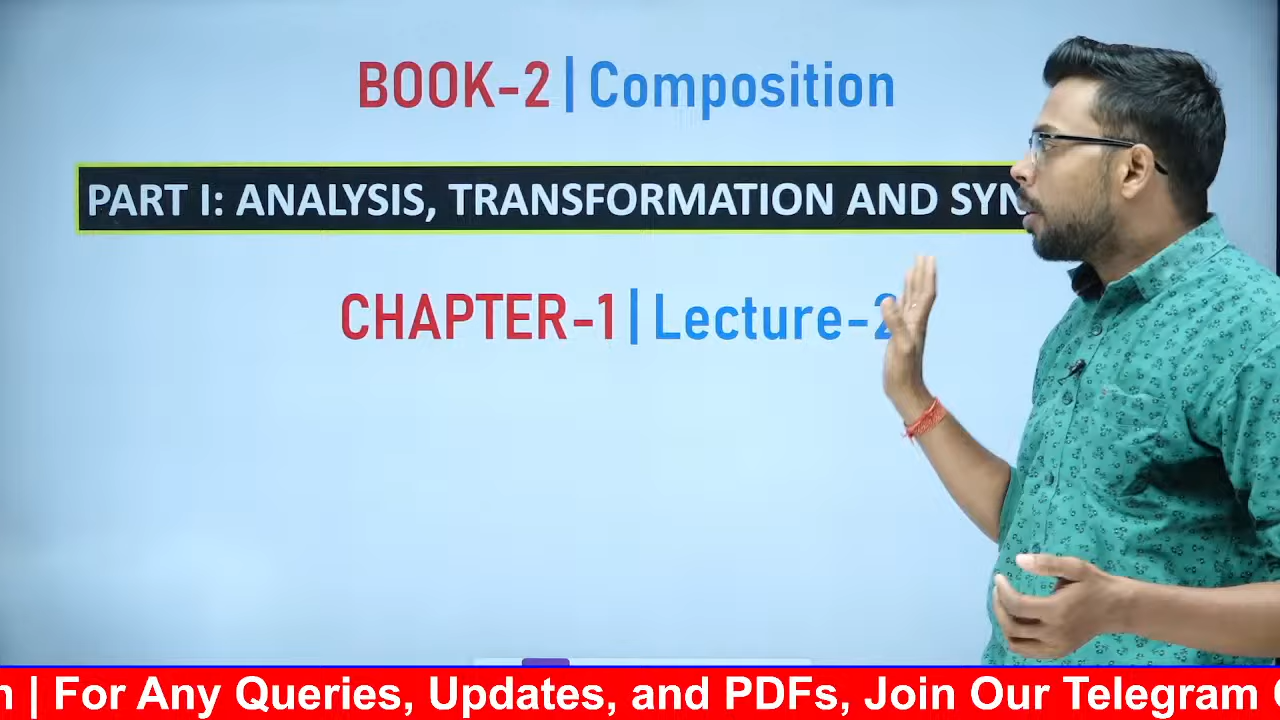 BOOK-2 | Composition
PART I: ANALYSIS, TRANSFORMATION AND SYN
CHAPTER-1 | Lecture-2
| For Any Queries, Updates, and PDFs, Join Our Telegram